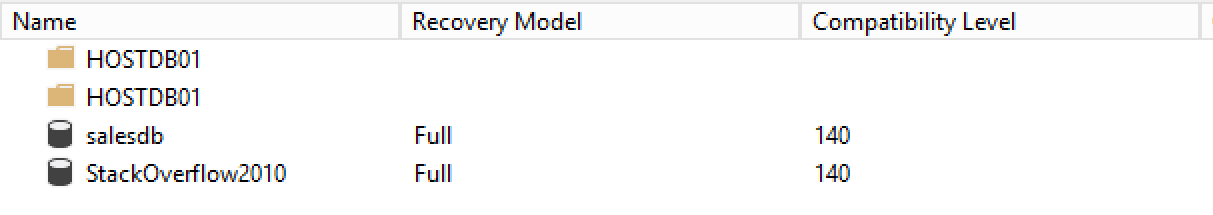 Name Recovery Model Compatibility Level
HOSTDB01
HOSTDB01
salesdb Full 140
StackOverflow2010 Full 140